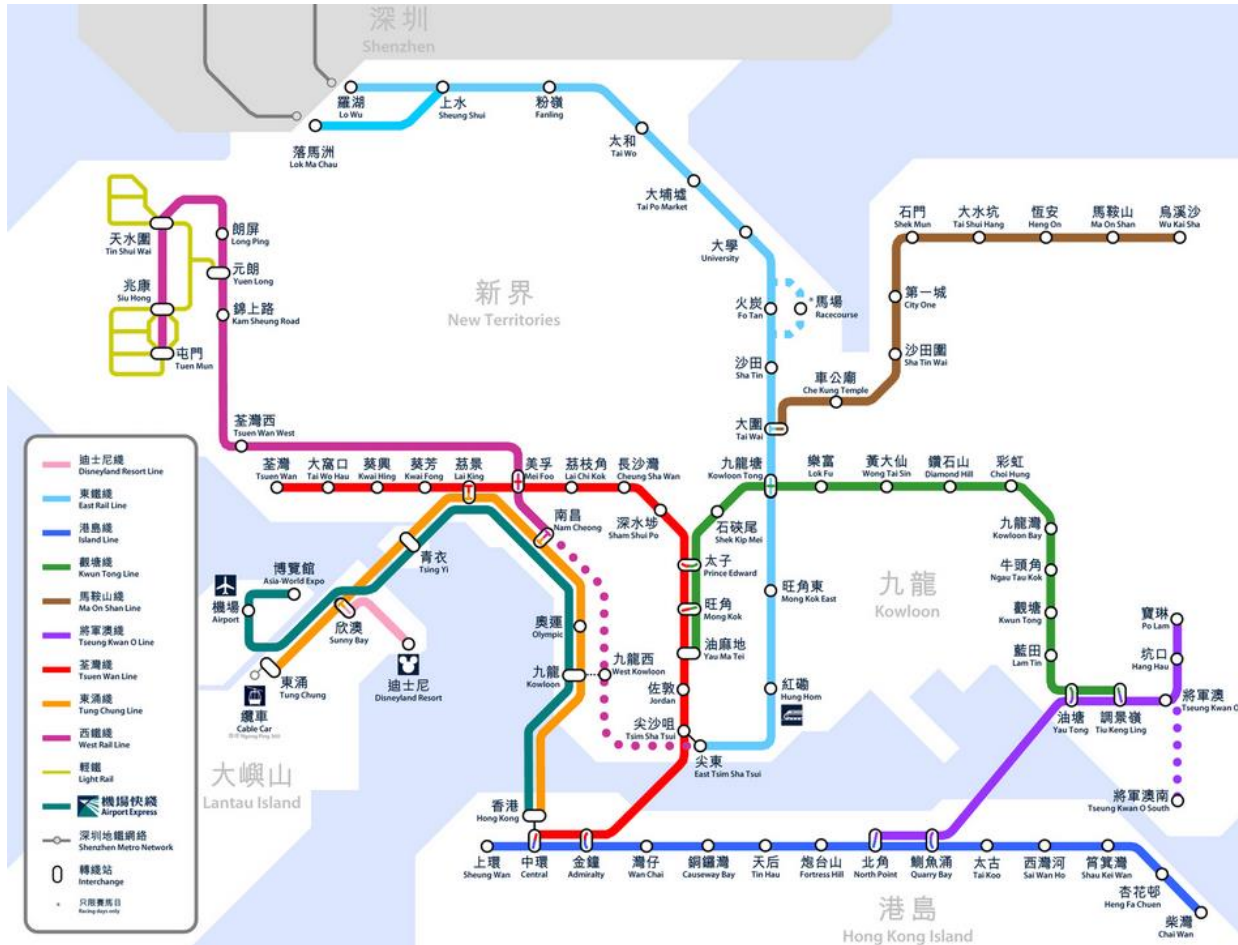 深圳
Shenzhen
羅湖
Lo Wu
上水
Sheung Shui
粉嶺
Fanling
落馬洲
Lok Ma Chau
太和
Tai Wo
大埔墟
Tai Po Market
大學
University
石門
Shek Mun
大水坑
Tai Shui Hang
恆安
Heng On
馬鞍山
Ma On Shan
烏溪沙
Wu Kai Sha
天水圍
Tin Shui Wai
朗屏
Long Ping
兆康
Siu Hong
元朗
Yuen Long
錦上路
Kam Sheung Road
屯門
Tuen Mun
新界
New Territories
火炭
Fo Tan
* 馬場
Racecourse
第一城
City One
沙田
Sha Tin
沙田圍
Sha Tin Wai
車公廟
Che Kung Temple
大圍
Tai Wai
荃灣西
Tsuen Wan West
荃灣
Tsuen Wan
大窩口
Tai Wo Hau
葵興
Kwai Hing
葵芳
Kwai Fong
荔景
Lai King
美孚
Mei Foo
荔枝角
Lai Chi Kok
長沙灣
Cheung Sha Wan
九龍塘
Kowloon Tong
樂富
Lok Fu
黃大仙
Wong Tai Sin
鑽石山
Diamond Hill
彩虹
Choi Hung
南昌
Nam Cheong
深水埗
Sham Shui Po
石硤尾
Shek Kip Mei
九龍灣
Kowloon Bay
青衣
Tsing Yi
太子
Prince Edward
牛頭角
Ngau Tau Kok
博覽館
Asia-World Expo
機場
Airport
欣澳
Sunny Bay
旺角東
Mong Kok East
九龍
Kowloon
旺角
Mong Kok
觀塘
Kwun Tong
寶琳
Po Lam
奧運
Olympic
油麻地
Yau Ma Tei
藍田
Lam Tin
坑口
Hang Hau
九龍
Kowloon
九龍西
West Kowloon
東涌
Tung Chung
迪士尼
Disneyland Resort
纜車
Cable Car
佐敦
Jordan
紅磡
Hung Hom
將軍澳
Tseung Kwan O
油塘
Yau Tong
調景嶺
Tiu Keng Ling
尖沙咀
Tsim Sha Tsui
尖東
East Tsim Sha Tsui
大嶼山
Lantau Island
將軍澳南
Tseung Kwan O South
香港
Hong Kong
上環
Sheung Wan
中環
Central
金鐘
Admiralty
灣仔
Wan Chai
銅鑼灣
Causeway Bay
天后
Tin Hau
炮台山
Fortress Hill
北角
North Point
鰂魚涌
Quarry Bay
太古
Tai Koo
西灣河
Sai Wan Ho
筲箕灣
Shau Kei Wan
杏花邨
Heng Fa Chuen
柴灣
Chai Wan
港島
Hong Kong Island
迪士尼綫
Disneyland Resort Line
東鐵綫
East Rail Line
港島綫
Island Line
觀塘綫
Kwun Tong Line
馬鞍山綫
Ma On Shan Line
將軍澳綫
Tseung Kwan O Line
荃灣綫
Tsuen Wan Line
東涌綫
Tung Chung Line
西鐵綫
West Rail Line
輕鐵
Light Rail
機場快綫
Airport Express
深圳地鐵網絡
Shenzhen Metro Network
轉綫站
Interchange
* 只限賽馬日
Racing days only